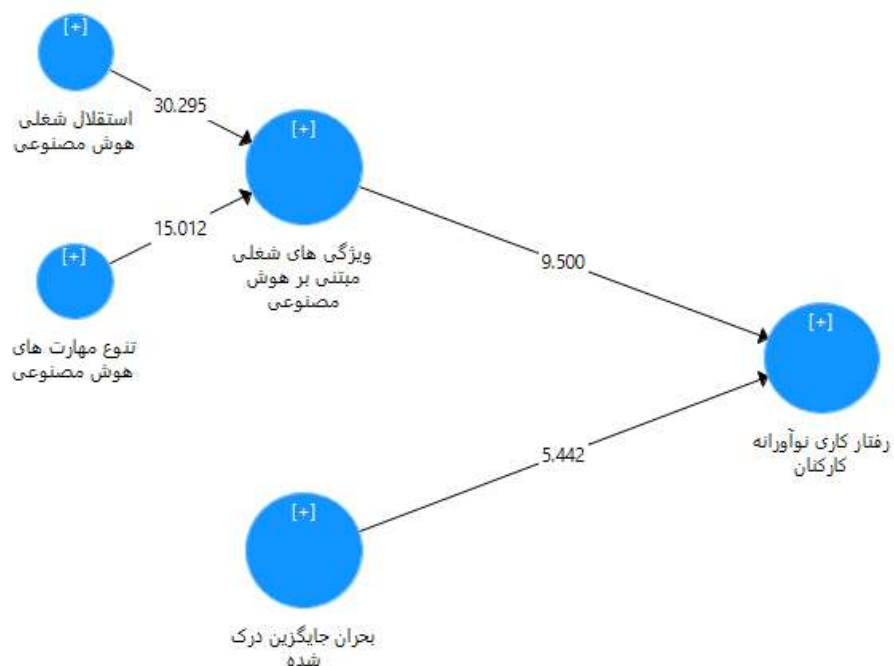 [+]
استقلال شغلی
هوش مصنوعی
30.295
[+]
ویژگی های شغلی
مبتنی بر هوش
مصنوعی
15.012
[+]
تنوع مهارت های
هوش مصنوعی
9.500
[+]
رفتار کاری نوآورانه
کارکنان
5.442
[+]
بحران جایگزین درک
شده